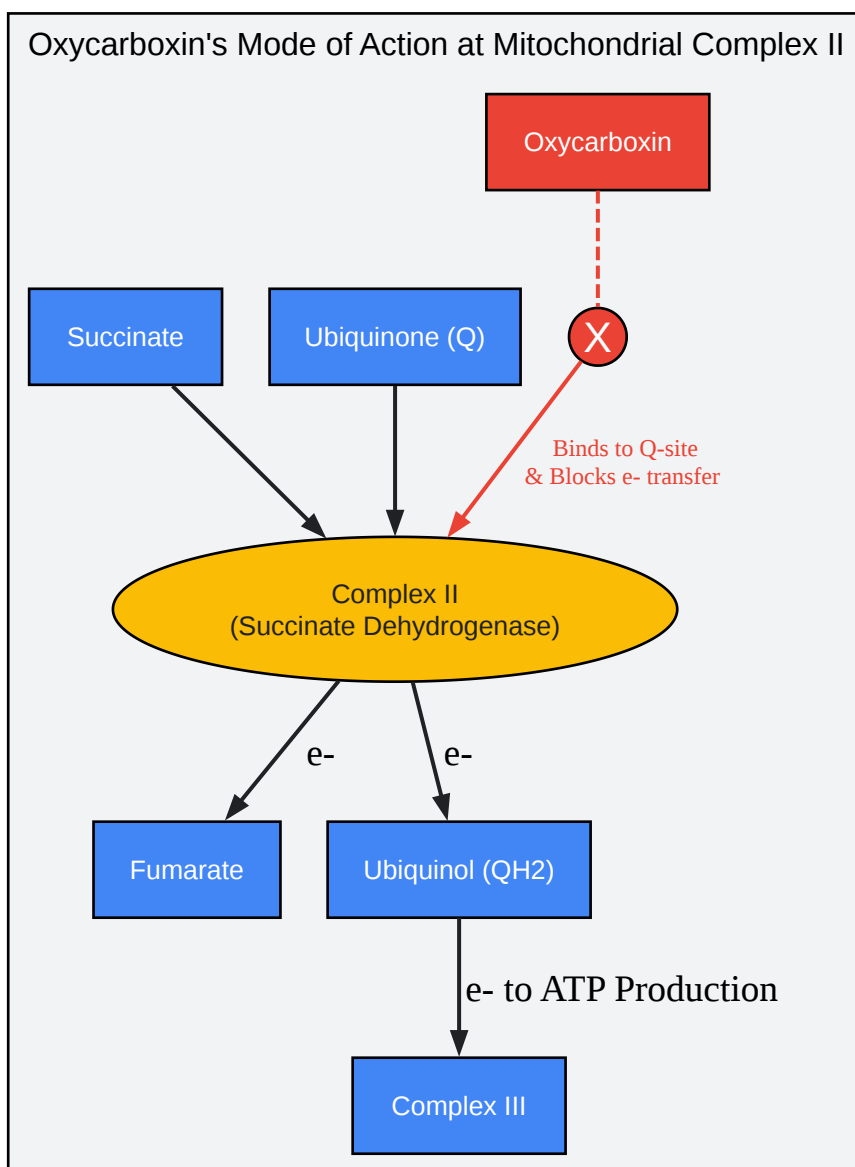 Oxycarboxin's Mode of Action at Mitochondrial Complex II
Oxycarboxin
Succinate
Ubiquinone (Q)
X
Binds to Q-site
& Blocks e- transfer
Complex II
(Succinate Dehydrogenase)
e-
e-
Fumarate
Ubiquinol (QH2)
e- to ATP Production
Complex III